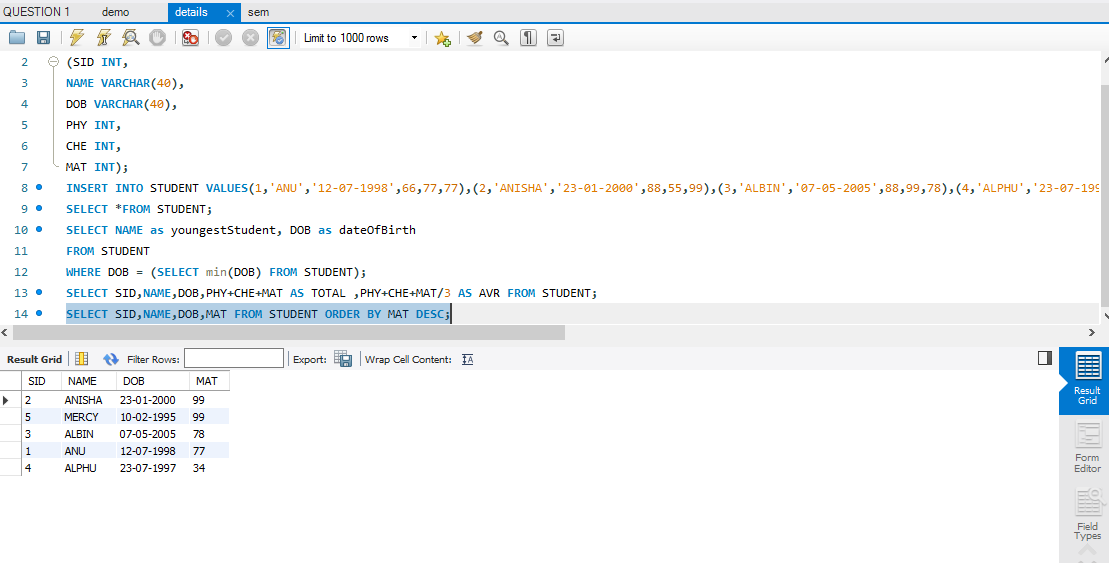 QUESTION 1 demo details sem
Limit to 1000 rows
2 (SID INT,
3 NAME VARCHAR(40),
4 DOB VARCHAR(40),
5 PHY INT,
6 CHE INT,
7 MAT INT);
8 INSERT INTO STUDENT VALUES(1,'ANU','12-07-1998',66,77,77),(2,'ANISHA','23-01-2000',88,55,99),(3,'ALBIN','07-05-2005',88,99,78),(4,'ALPHU','23-07-199
9 SELECT *FROM STUDENT;
10 SELECT NAME as youngestStudent, DOB as dateOfBirth
11 FROM STUDENT
12 WHERE DOB = (SELECT min(DOB) FROM STUDENT);
13 SELECT SID,NAME,DOB,PHY+CHE+MAT AS TOTAL ,PHY+CHE+MAT/3 AS AVR FROM STUDENT;
14 SELECT SID,NAME,DOB,MAT FROM STUDENT ORDER BY MAT DESC;
Result Grid Filter Rows: Export: Wrap Cell Content:
SID NAME DOB MAT
2 ANISHA 23-01-2000 99
5 MERCY 10-02-1995 99
3 ALBIN 07-05-2005 78
1 ANU 12-07-1998 77
4 ALPHU 23-07-1997 34
Result
Grid
Form
Editor
Field
Types